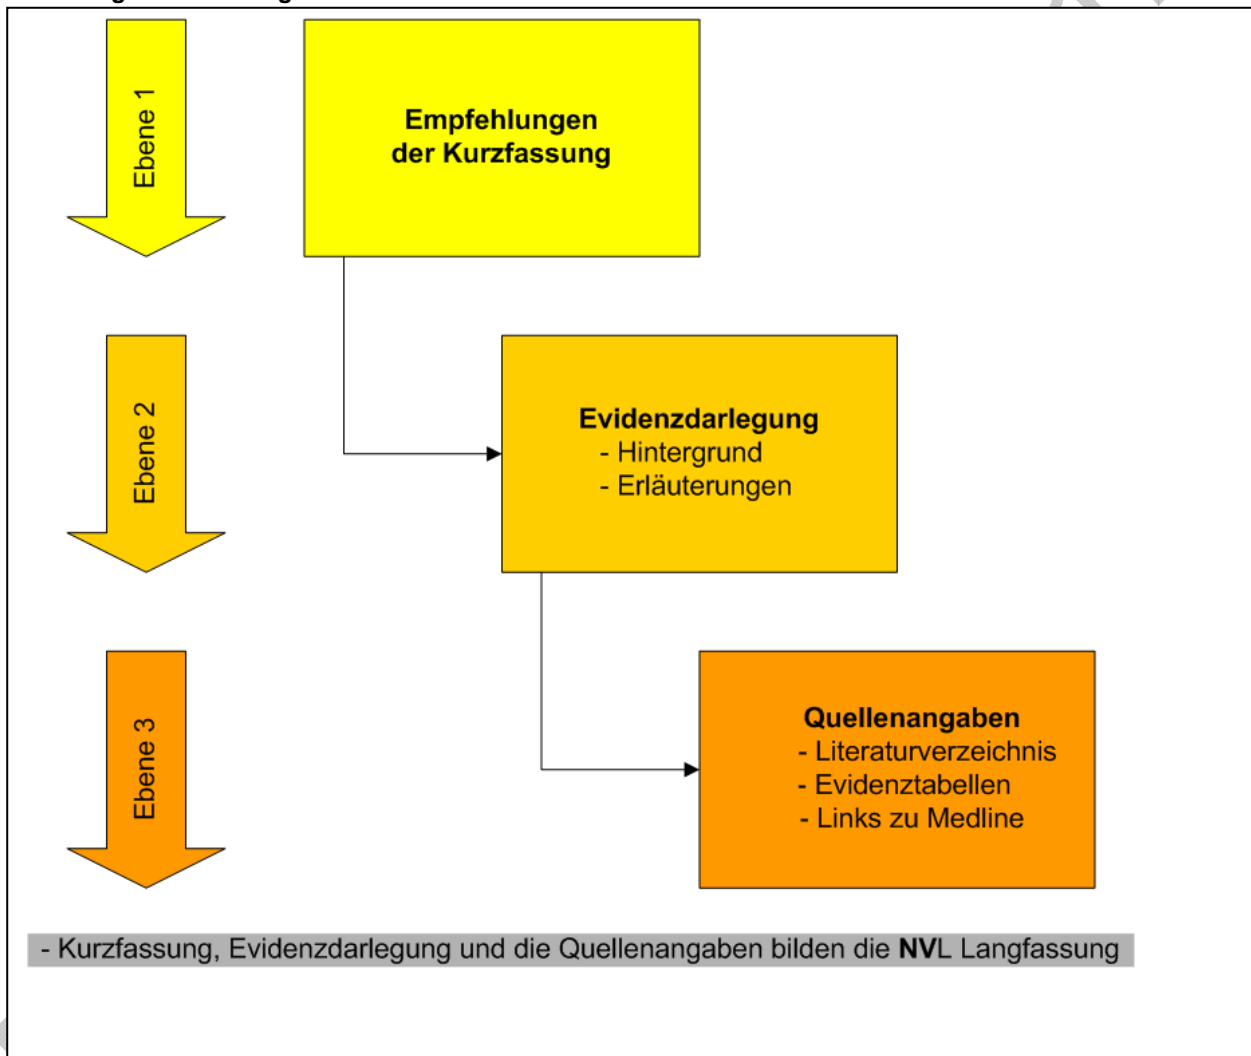 Ebene 1
Empfehlungen
der Kurzfassung
Ebene 2
Evidenzdarlegung
- Hintergrund
- Erläuterungen
Ebene 3
Quellenangaben
- Literaturverzeichnis
- Evidenztabellen
- Links zu Medline
- Kurzfassung, Evidenzdarlegung und die Quellenangaben bilden die NVL Langfassung